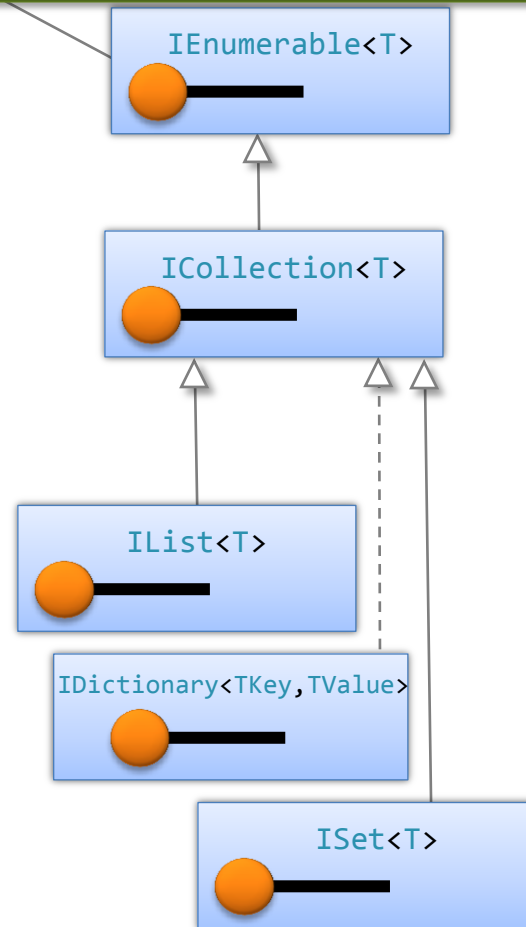 IEnumerable<T>
ICollection<T>
IList<T>
IDictionary<TKey,TValue>
ISet<T>